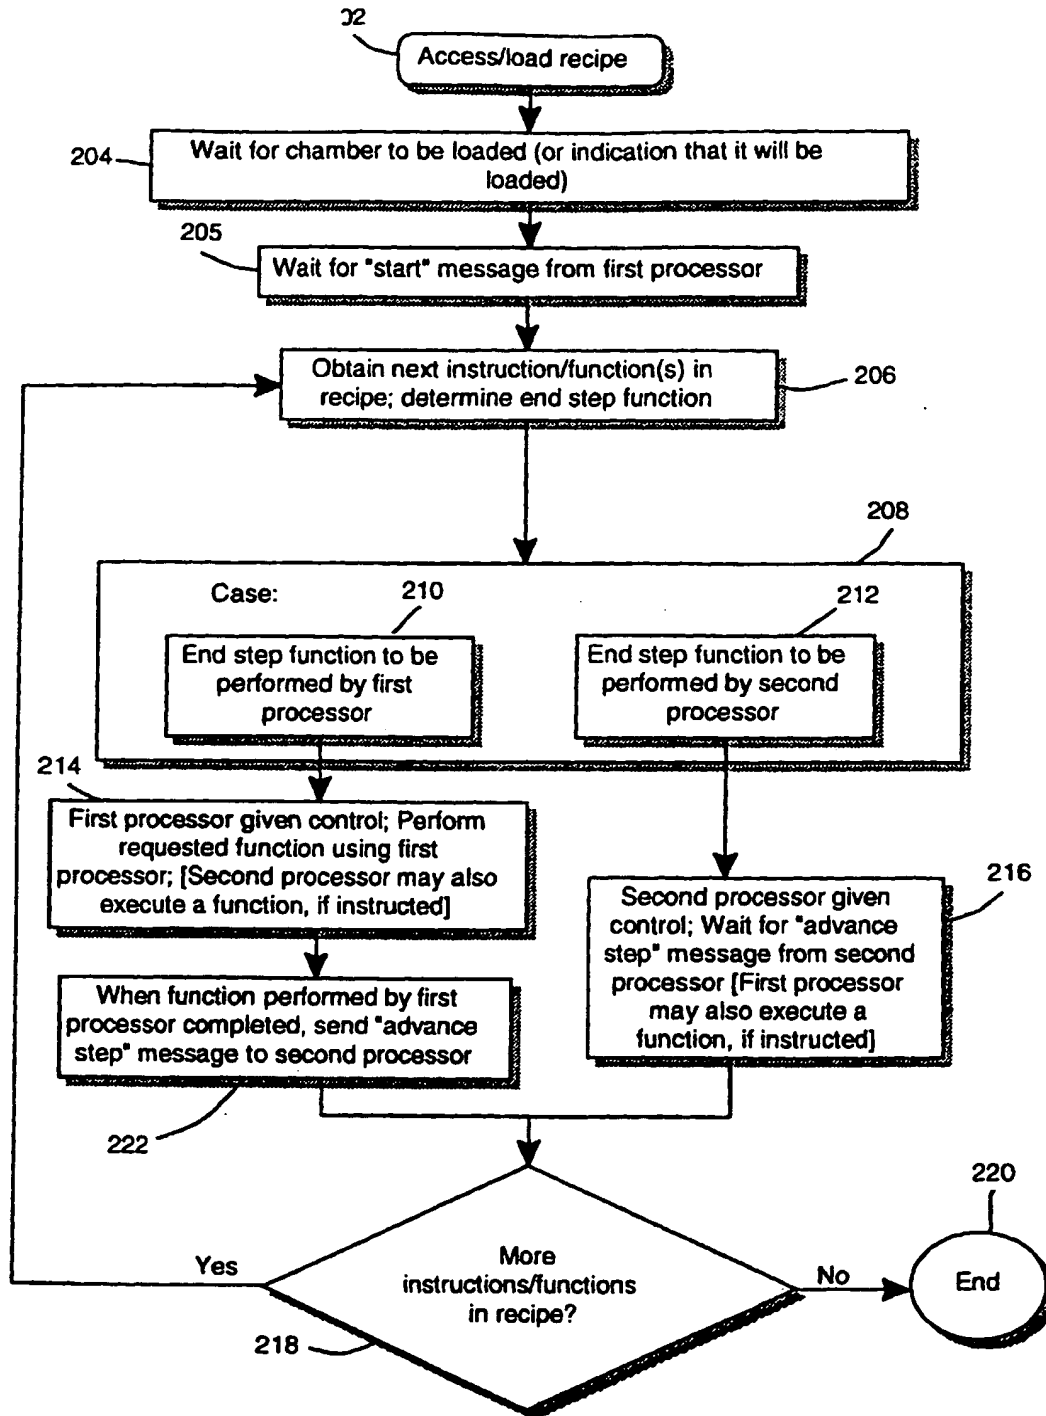 02
Access/load recipe
204
Wait for chamber to be loaded (or indication that it will be
loaded)
205
Wait for "start" message from first processor
Obtain next instruction/function(s) in
recipe; determine end step function
206
208
Case:
210
212
End step function to be
performed by first
processor
End step function to be
performed by second
processor
214
First processor given control; Perform
requested function using first
processor; [Second processor may also
execute a function, if instructed]
216
Second processor given
control; Wait for "advance
step" message from second
processor [First processor
may also execute a
function, if instructed]
When function performed by first
processor completed, send "advance
step" message to second processor
222
220
Yes
More
instructions/functions
in recipe?
No
End
218